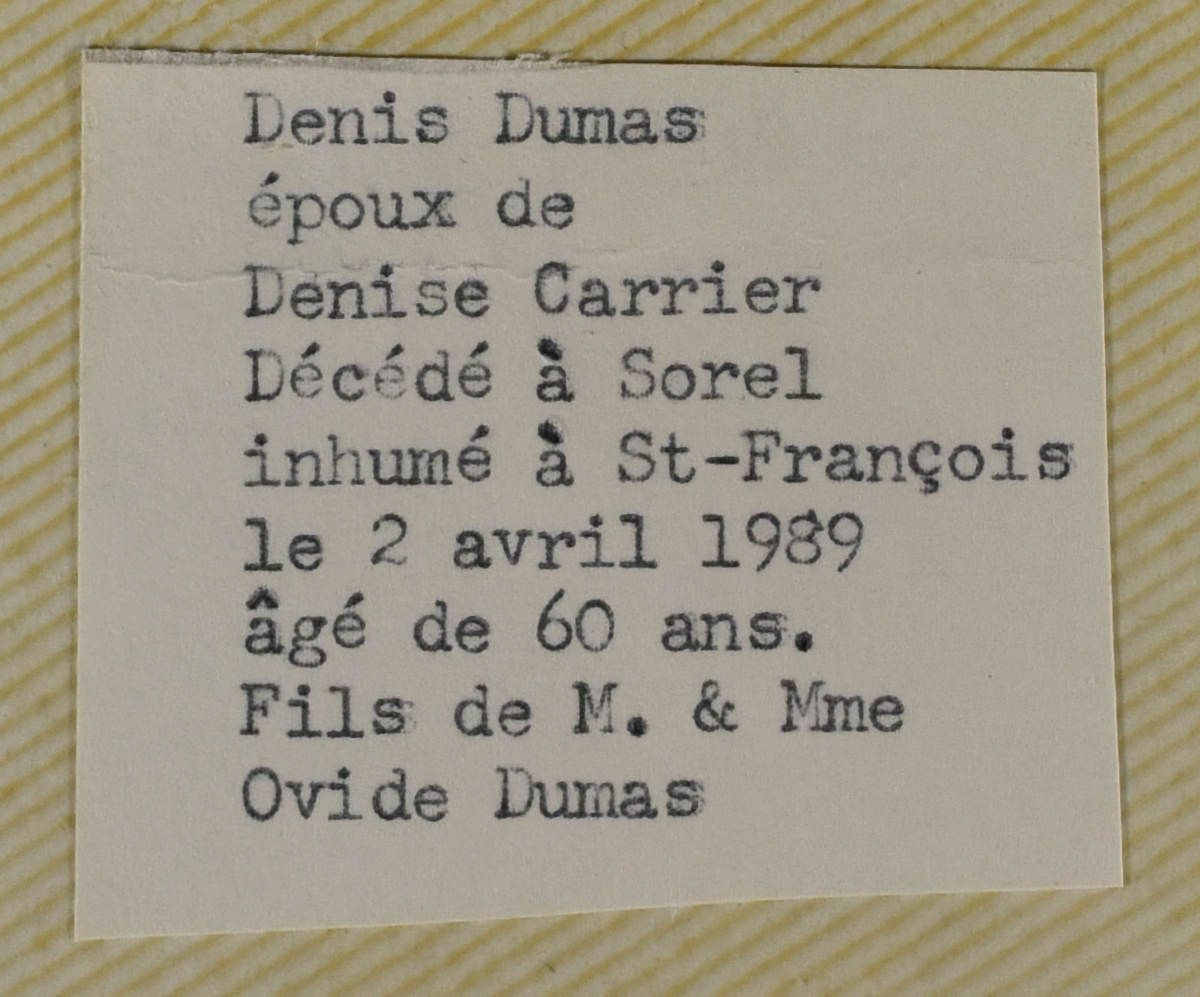 Denis Dumas
époux de
Denise Carrier
Décédé à Sorel
inhumé à St-François
le 2 avril 1989
âgé de 60 ans.
Fils de M. & Mme
Ovide Dumas